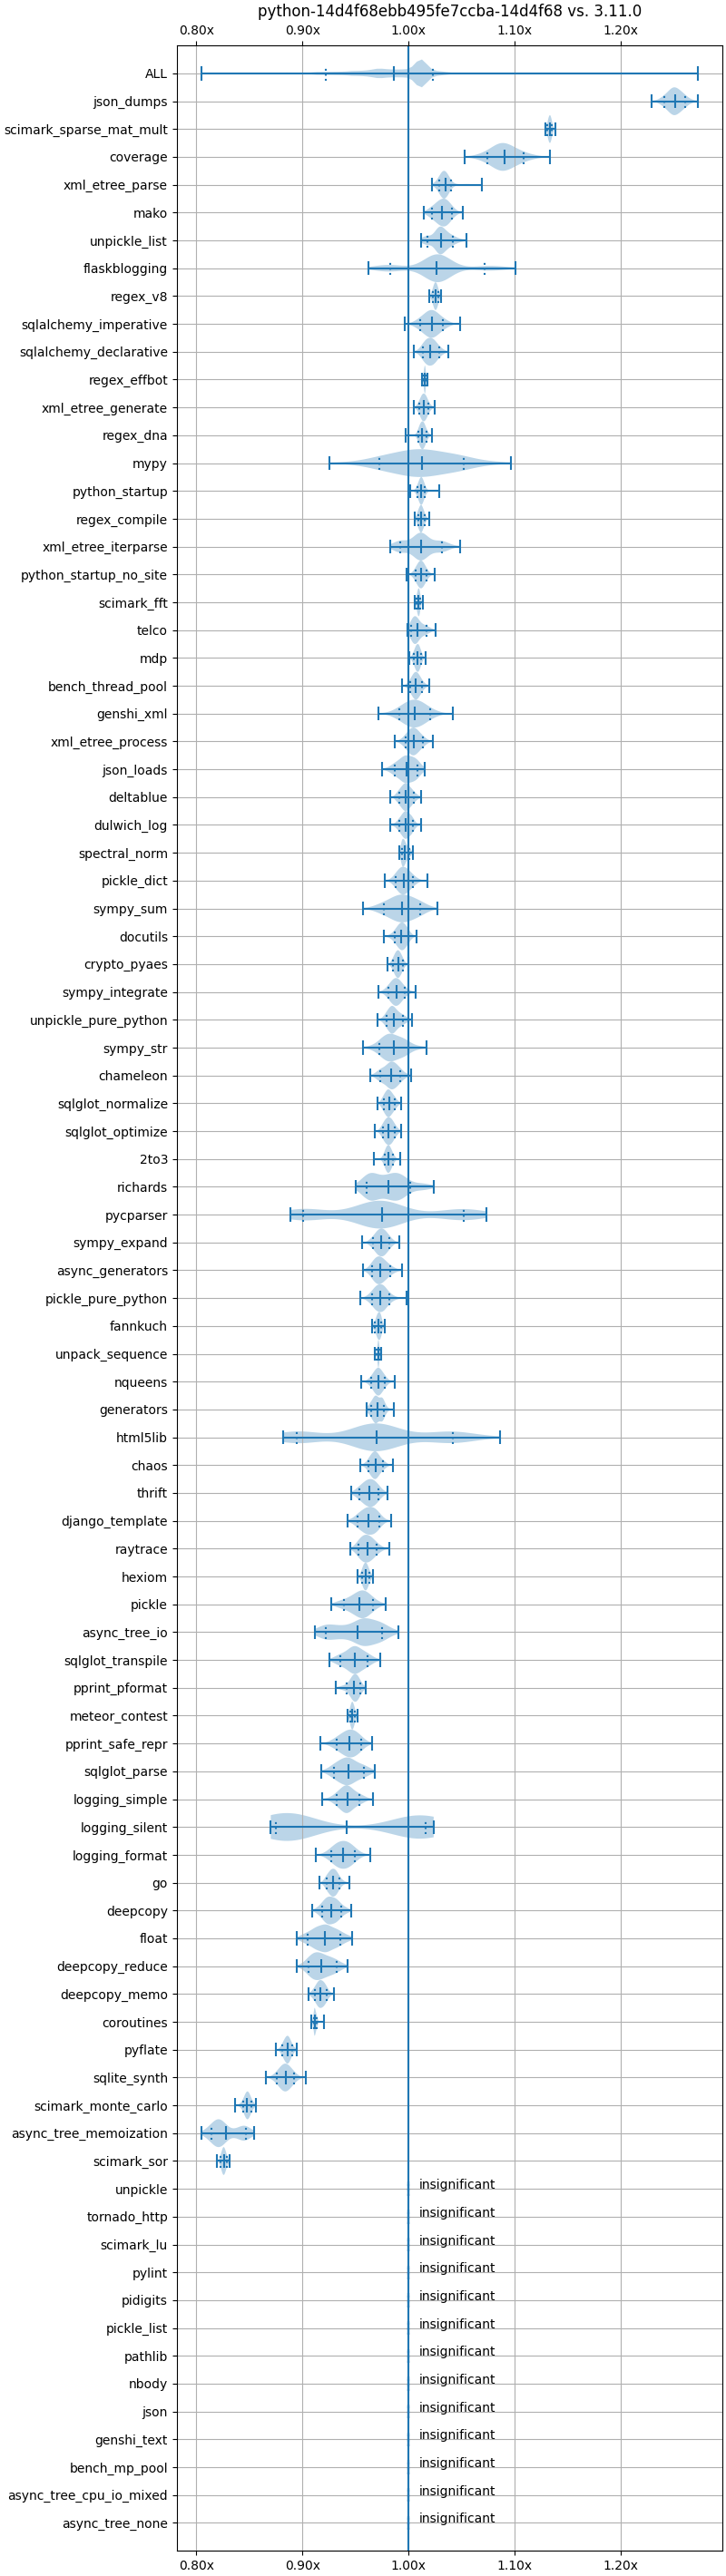 python-14d4f68ebb495fe7ccba-14d4f68 vs. 3.11.0
0.80x 0.90x 1.00x 1.10x 1.20x
ALL
json_dumps
scimark_sparse_mat_mult
coverage
xml_etree_parse
mako
unpickle_list
flaskblogging
regex_v8
sqlalchemy_imperative
sqlalchemy_declarative
regex_effbot
xml_etree_generate
regex_dna
mypy
python_startup
regex_compile
xml_etree_iterparse
python_startup_no_site
scimark_fft
telco
mdp
bench_thread_pool
genshi_xml
xml_etree_process
json_loads
deltablue
dulwich_log
spectral_norm
pickle_dict
sympy_sum
docutils
crypto_pyaes
sympy_integrate
unpickle_pure_python
sympy_str
chameleon
sqlglot_normalize
sqlglot_optimize
2to3
richards
pycparser
sympy_expand
async_generators
pickle_pure_python
fannkuch
unpack_sequence
nqueens
generators
html5lib
chaos
thrift
django_template
raytrace
hexiom
pickle
async_tree_io
sqlglot_transpile
pprint_pformat
meteor_contest
pprint_safe_repr
sqlglot_parse
logging_simple
logging_silent
logging_format
go
deepcopy
float
deepcopy_reduce
deepcopy_memo
coroutines
pyflate
sqlite_synth
scimark_monte_carlo
async_tree_memoization
scimark_sor
unpickle insignificant
tornado_http insignificant
scimark_lu insignificant
pylint insignificant
pidigits insignificant
pickle_list insignificant
pathlib insignificant
nbody insignificant
json insignificant
genshi_text insignificant
bench_mp_pool insignificant
async_tree_cpu_io_mixed insignificant
async_tree_none insignificant
0.80x 0.90x 1.00x 1.10x 1.20x